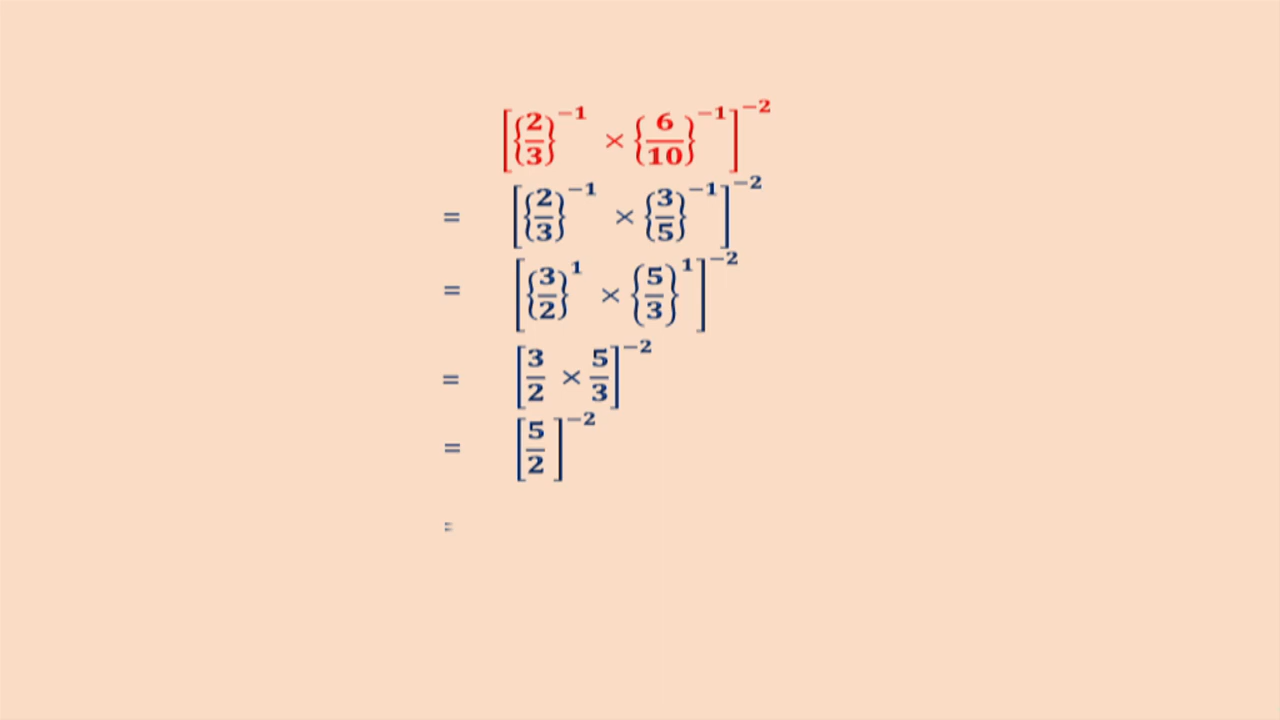 [{2/3}⁻¹ × {6/10}⁻¹]⁻²
= [{2/3}⁻¹ × {3/5}⁻¹]⁻²
= [{3/2}¹ × {5/3}¹]⁻²
= [3/2 × 5/3]⁻²
= [5/2]⁻²
=